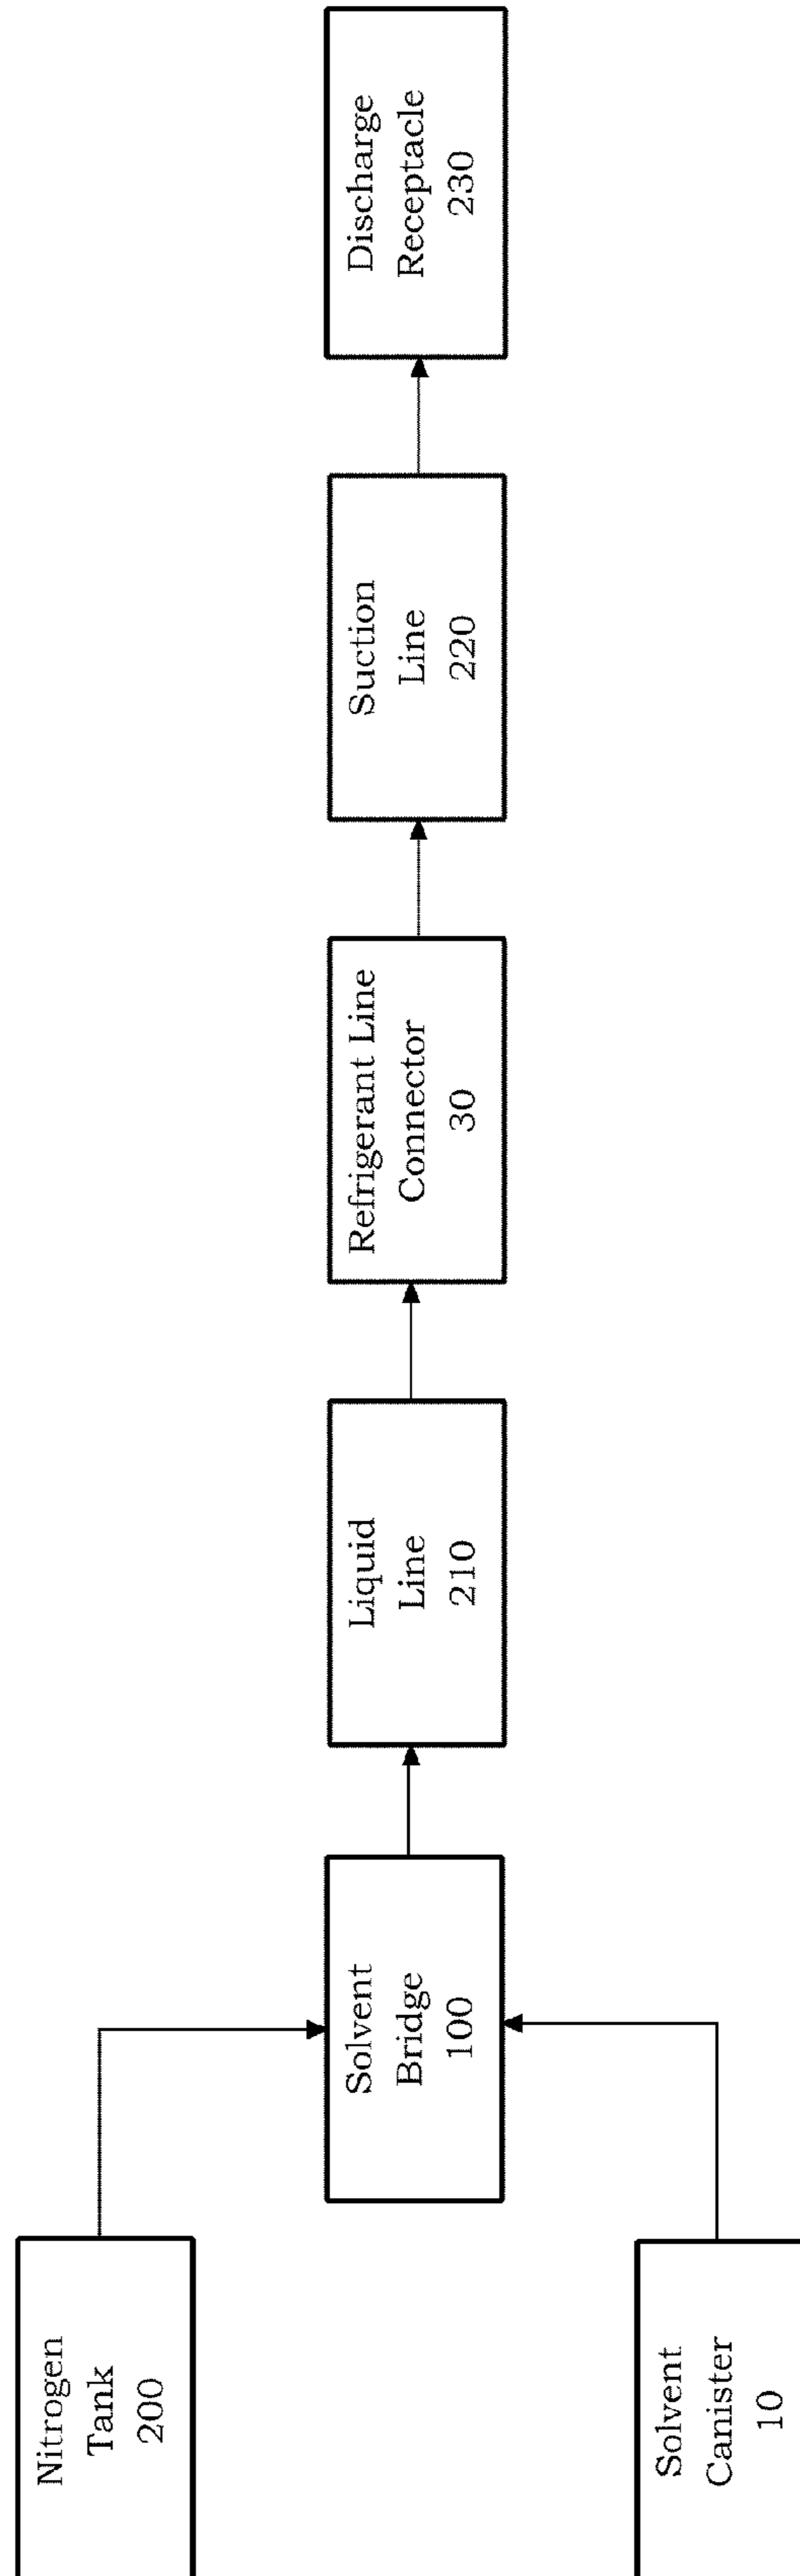 Nitrogen
Tank
200
Solvent
Canister
10
Solvent
Bridge
100
Liquid
Line
210
Refrigerant Line
Connector
30
Suction
Line
220
Discharge
Receptacle
230